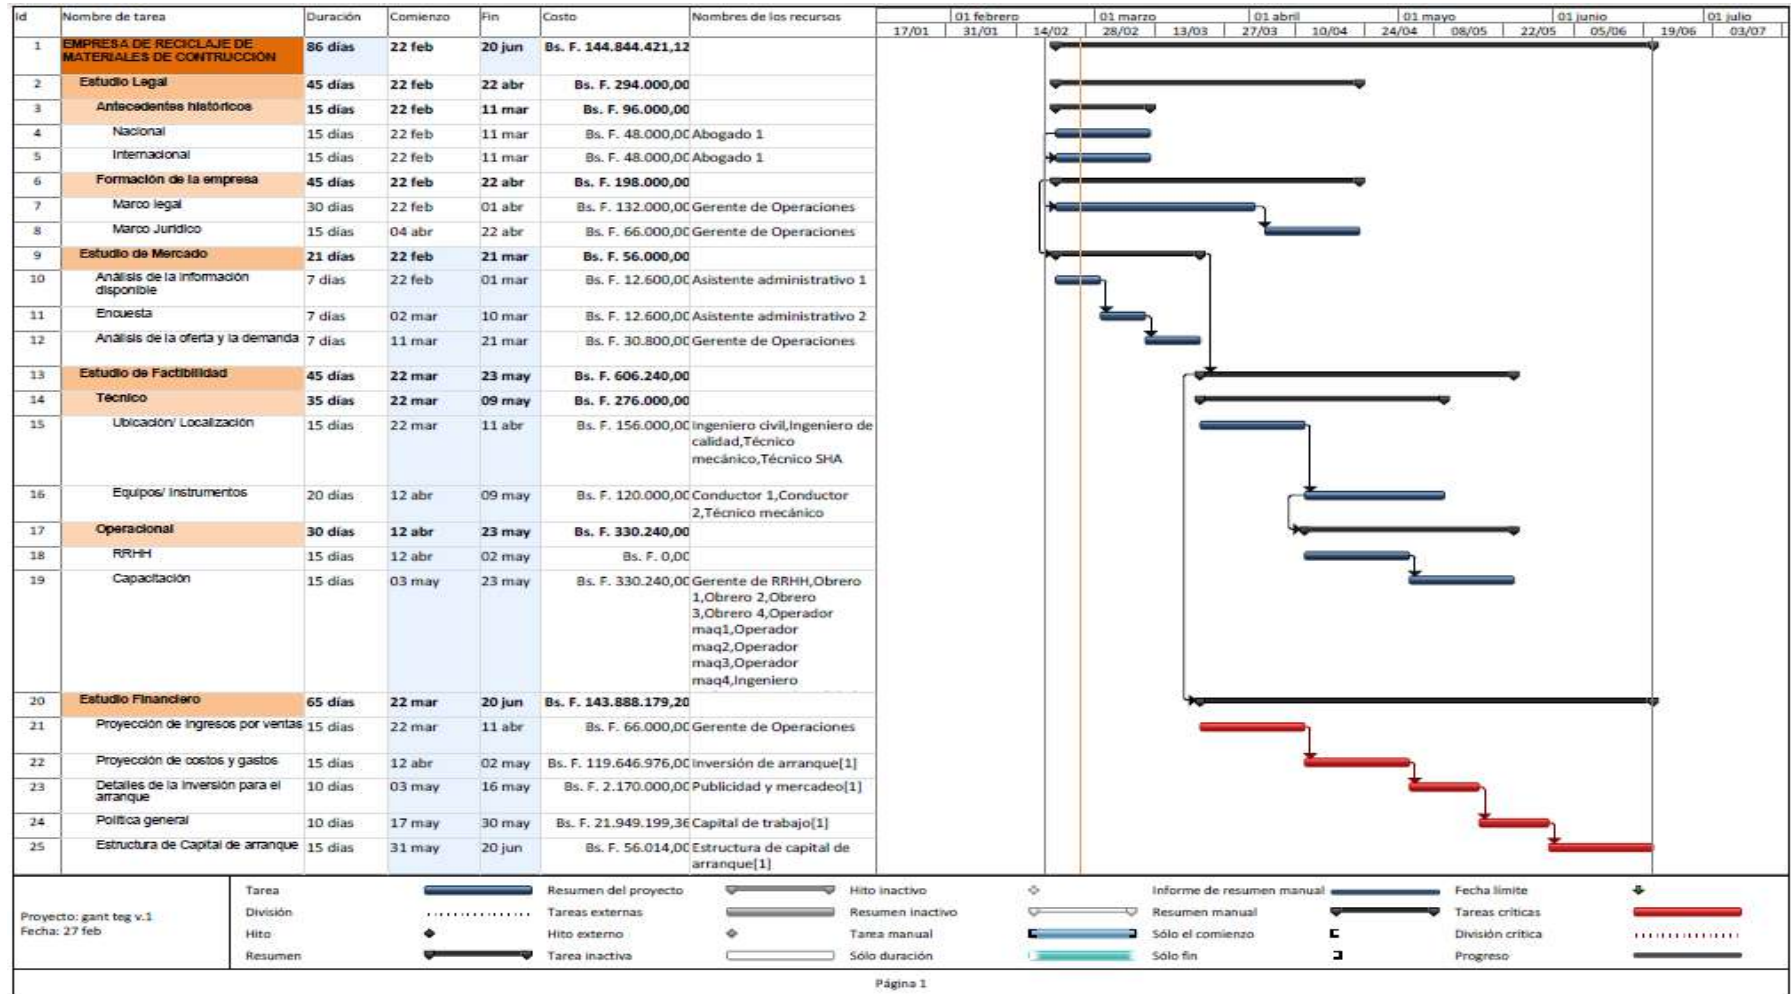 Id Nombre de tarea Duración Comienzo Fin Costo Nombres de los recursos
01 febrero 01 marzo 01 abril 01 mayo 01 junio 01 julio
17/01 31/01 14/02 28/02 13/03 27/03 10/04 24/04 08/05 22/05 05/06 19/06 03/07
1 EMPRESA DE RECICLAJE DE 86 días 22 feb 20 jun Bs. F. 144.844.421,12
MATERIALES DE CONTRUCCIÓN
2 Estudio Legal 45 días 22 feb 22 abr Bs. F. 294.000,00
3 Antecedentes históricos 15 días 22 feb 11 mar Bs. F. 96.000,00
4 Nacional 15 días 22 feb 11 mar Bs. F. 48.000,00 Abogado 1
5 Internacional 15 días 22 feb 11 mar Bs. F. 48.000,00 Abogado 1
6 Formación de la empresa 45 días 22 feb 22 abr Bs. F. 198.000,00
7 Marco legal 30 días 22 feb 01 abr Bs. F. 132.000,00 Gerente de Operaciones
8 Marco Jurídico 15 días 04 abr 22 abr Bs. F. 66.000,00 Gerente de Operaciones
9 Estudio de Mercado 21 días 22 feb 21 mar Bs. F. 56.000,00
10 Análisis de la información 7 días 22 feb 01 mar Bs. F. 12.600,00 Asistente administrativo 1
disponible
11 Encuesta 7 días 02 mar 10 mar Bs. F. 12.600,00 Asistente administrativo 2
12 Análisis de la oferta y la demanda 7 días 11 mar 21 mar Bs. F. 30.800,00 Gerente de Operaciones
13 Estudio de Factibilidad 45 días 22 mar 23 may Bs. F. 606.240,00
14 Técnico 35 días 22 mar 09 may Bs. F. 276.000,00
15 Ubicación/ Localización 15 días 22 mar 11 abr Bs. F. 156.000,00 Ingeniero civil,Ingeniero de
calidad,Técnico
mecánico,Técnico SHA
16 Equipos/ Instrumentos 20 días 12 abr 09 may Bs. F. 120.000,00 Conductor 1,Conductor
2,Técnico mecánico
17 Operacional 30 días 12 abr 23 may Bs. F. 330.240,00
18 RRHH 15 días 12 abr 02 may Bs. F. 0,00
19 Capacitación 15 días 03 may 23 may Bs. F. 330.240,00 Gerente de RRHH,Obrero
1,Obrero 2,Obrero
3,Obrero 4,Operador
maq1,Operador
maq2,Operador
maq3,Operador
maq4,Ingeniero
20 Estudio Financiero 65 días 22 mar 20 jun Bs. F. 143.888.179,20
21 Proyección de ingresos por ventas 15 días 22 mar 11 abr Bs. F. 66.000,00 Gerente de Operaciones
22 Proyección de costos y gastos 15 días 12 abr 02 may Bs. F. 119.646.976,00 Inversión de arranque[1]
23 Detalles de la inversión para el 10 días 03 may 16 may Bs. F. 2.170.000,00 Publicidad y mercadeo[1]
arranque
24 Política general 10 días 17 may 30 may Bs. F. 21.949.199,36 Capital de trabajo[1]
25 Estructura de Capital de arranque 15 días 31 may 20 jun Bs. F. 56.014,00 Estructura de capital de
arranque[1]
Proyecto: gant teg v.1
Fecha: 27 feb
Tarea Resumen del proyecto Hito inactivo Informe de resumen manual Fecha límite
División Tareas externas Resumen inactivo Resumen manual Tareas críticas
Hito Hito externo Tarea manual Sólo el comienzo División crítica
Resumen Tarea inactiva Sólo duración Sólo fin Progreso
Página 1